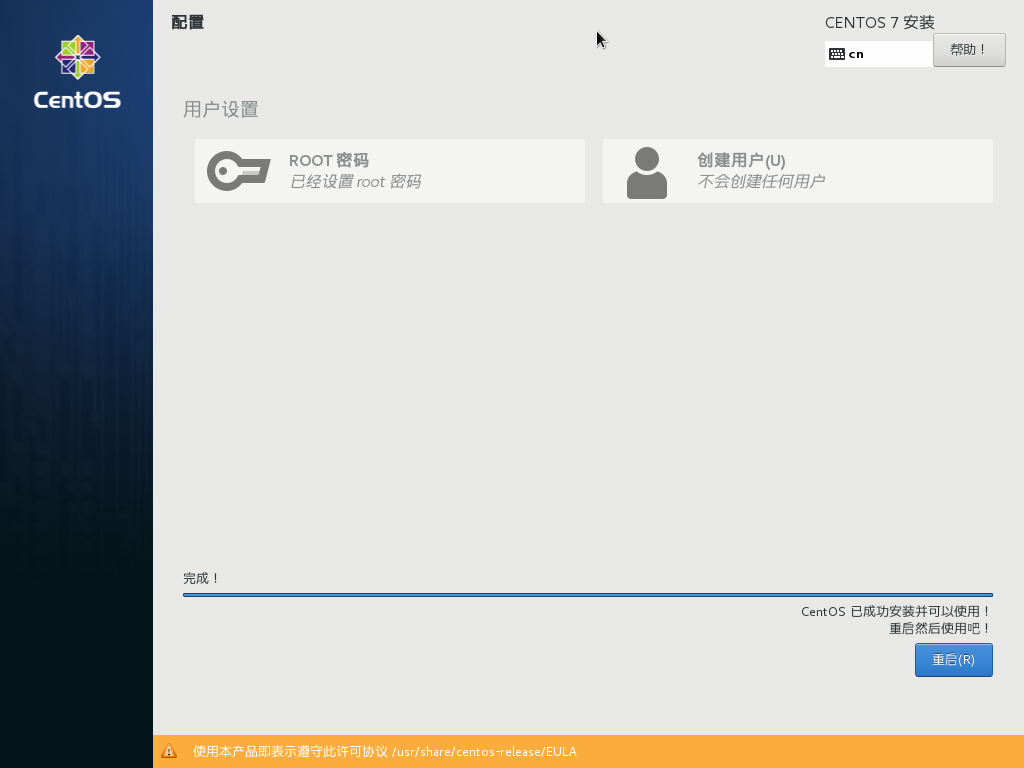 CentOS
配置
CENTOS 7 安装
cn
帮助！
用户设置
ROOT 密码
已经设置 root 密码
创建用户(U)
不会创建任何用户
完成！
CentOS 已成功安装并可以使用！
重启然后使用吧！
重启(R)
使用本产品即表示遵守此许可协议 /usr/share/centos-release/EULA